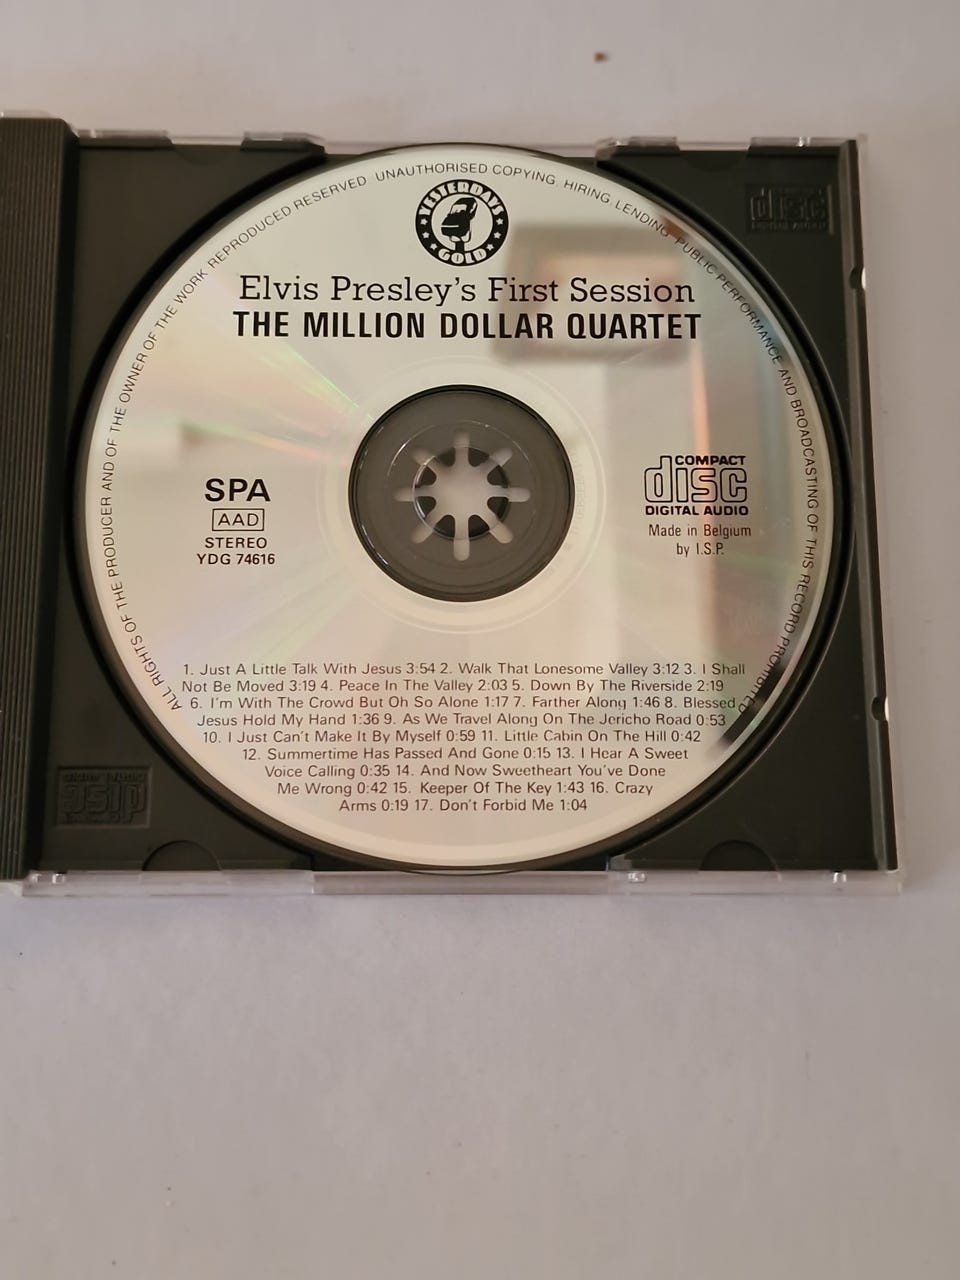 ALL RIGHTS OF THE PRODUCER AND OF THE OWNER OF THE WORK REPRODUCED RESERVED UNAUTHORISED COPYING, HIRING, LENDING, PUBLIC PERFORMANCE AND BROADCASTING OF THIS RECORD PROHIBITED
YESTERDAYS
GOLD
Elvis Presley's First Session
THE MILLION DOLLAR QUARTET
SPA
AAD
STEREO
YDG 74616
COMPACT
disc
DIGITAL AUDIO
Made in Belgium
by I.S.P.
1. Just A Little Talk With Jesus 3:54 2. Walk That Lonesome Valley 3:12 3. I Shall
Not Be Moved 3:19 4. Peace In The Valley 2:03 5. Down By The Riverside 2:19
6. I'm With The Crowd But Oh So Alone 1:17 7. Farther Along 1:46 8. Blessed
Jesus Hold My Hand 1:36 9. As We Travel Along On The Jericho Road 0:53
10. I Just Can't Make It By Myself 0:59 11. Little Cabin On The Hill 0:42
12. Summertime Has Passed And Gone 0:15 13. I Hear A Sweet
Voice Calling 0:35 14. And Now Sweetheart You've Done
Me Wrong 0:42 15. Keeper Of The Key 1:43 16. Crazy
Arms 0:19 17. Don't Forbid Me 1:04
COMPACT
disc
DIGITAL AUDIO
COMPACT
disc
DIGITAL AUDIO